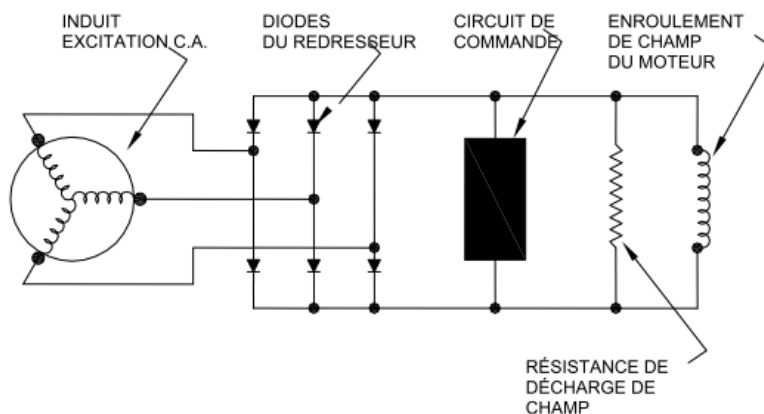 INDUIT
EXCITATION C.A.
DIODES
DU REDRESSEUR
CIRCUIT DE
COMMANDE
ENROULEMENT
DE CHAMP
DU MOTEUR
RÉSISTANCE DE
DÉCHARGE DE
CHAMP